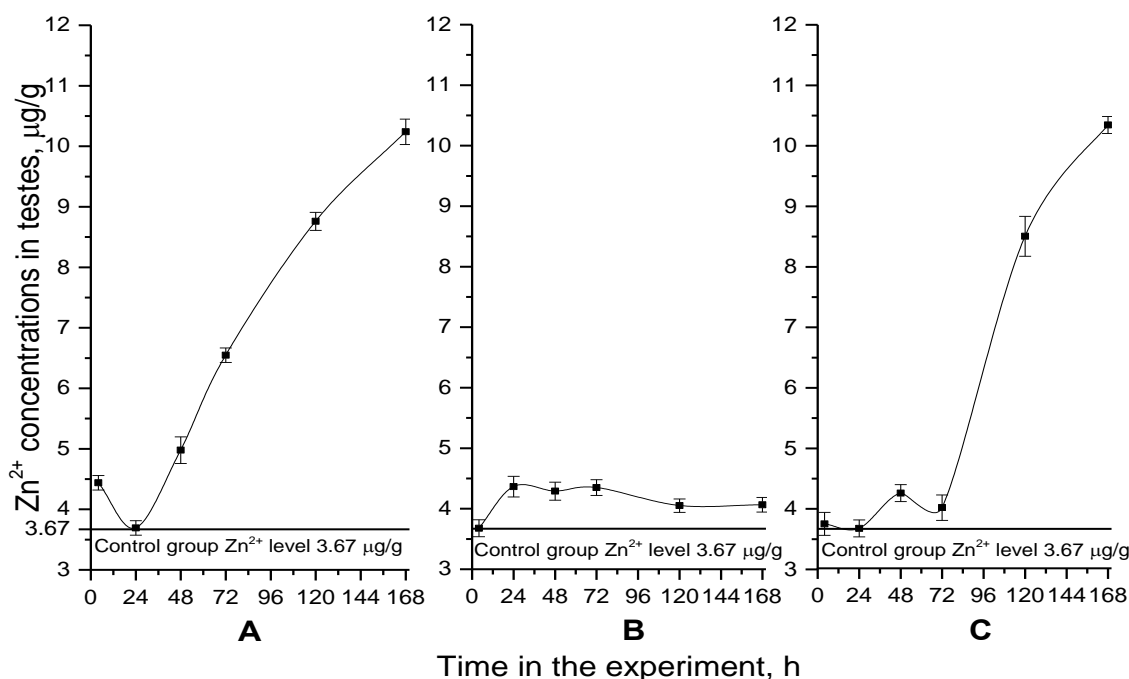 Zn²⁺ concentrations in testes, μg/g
12
11
10
9
8
7
6
5
4
3.67
3
Control group Zn²⁺ level 3.67 μg/g
0 24 48 72 96 120 144 168
A
12
11
10
9
8
7
6
5
4
3
Control group Zn²⁺ level 3.67 μg/g
0 24 48 72 96 120 144 168
B
12
11
10
9
8
7
6
5
4
3
Control group Zn²⁺ level 3.67 μg/g
0 24 48 72 96 120 144 168
C
Time in the experiment, h